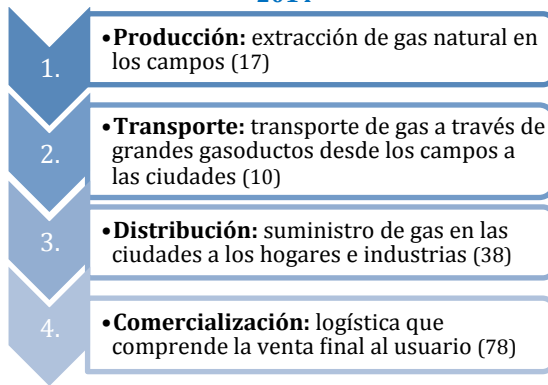 1.
•Producción: extracción de gas natural en
los campos (17)
2.
•Transporte: transporte de gas a través de
grandes gasoductos desde los campos a
las ciudades (10)
3.
•Distribución: suministro de gas en las
ciudades a los hogares e industrias (38)
4.
•Comercialización: logística que
comprende la venta final al usuario (78)